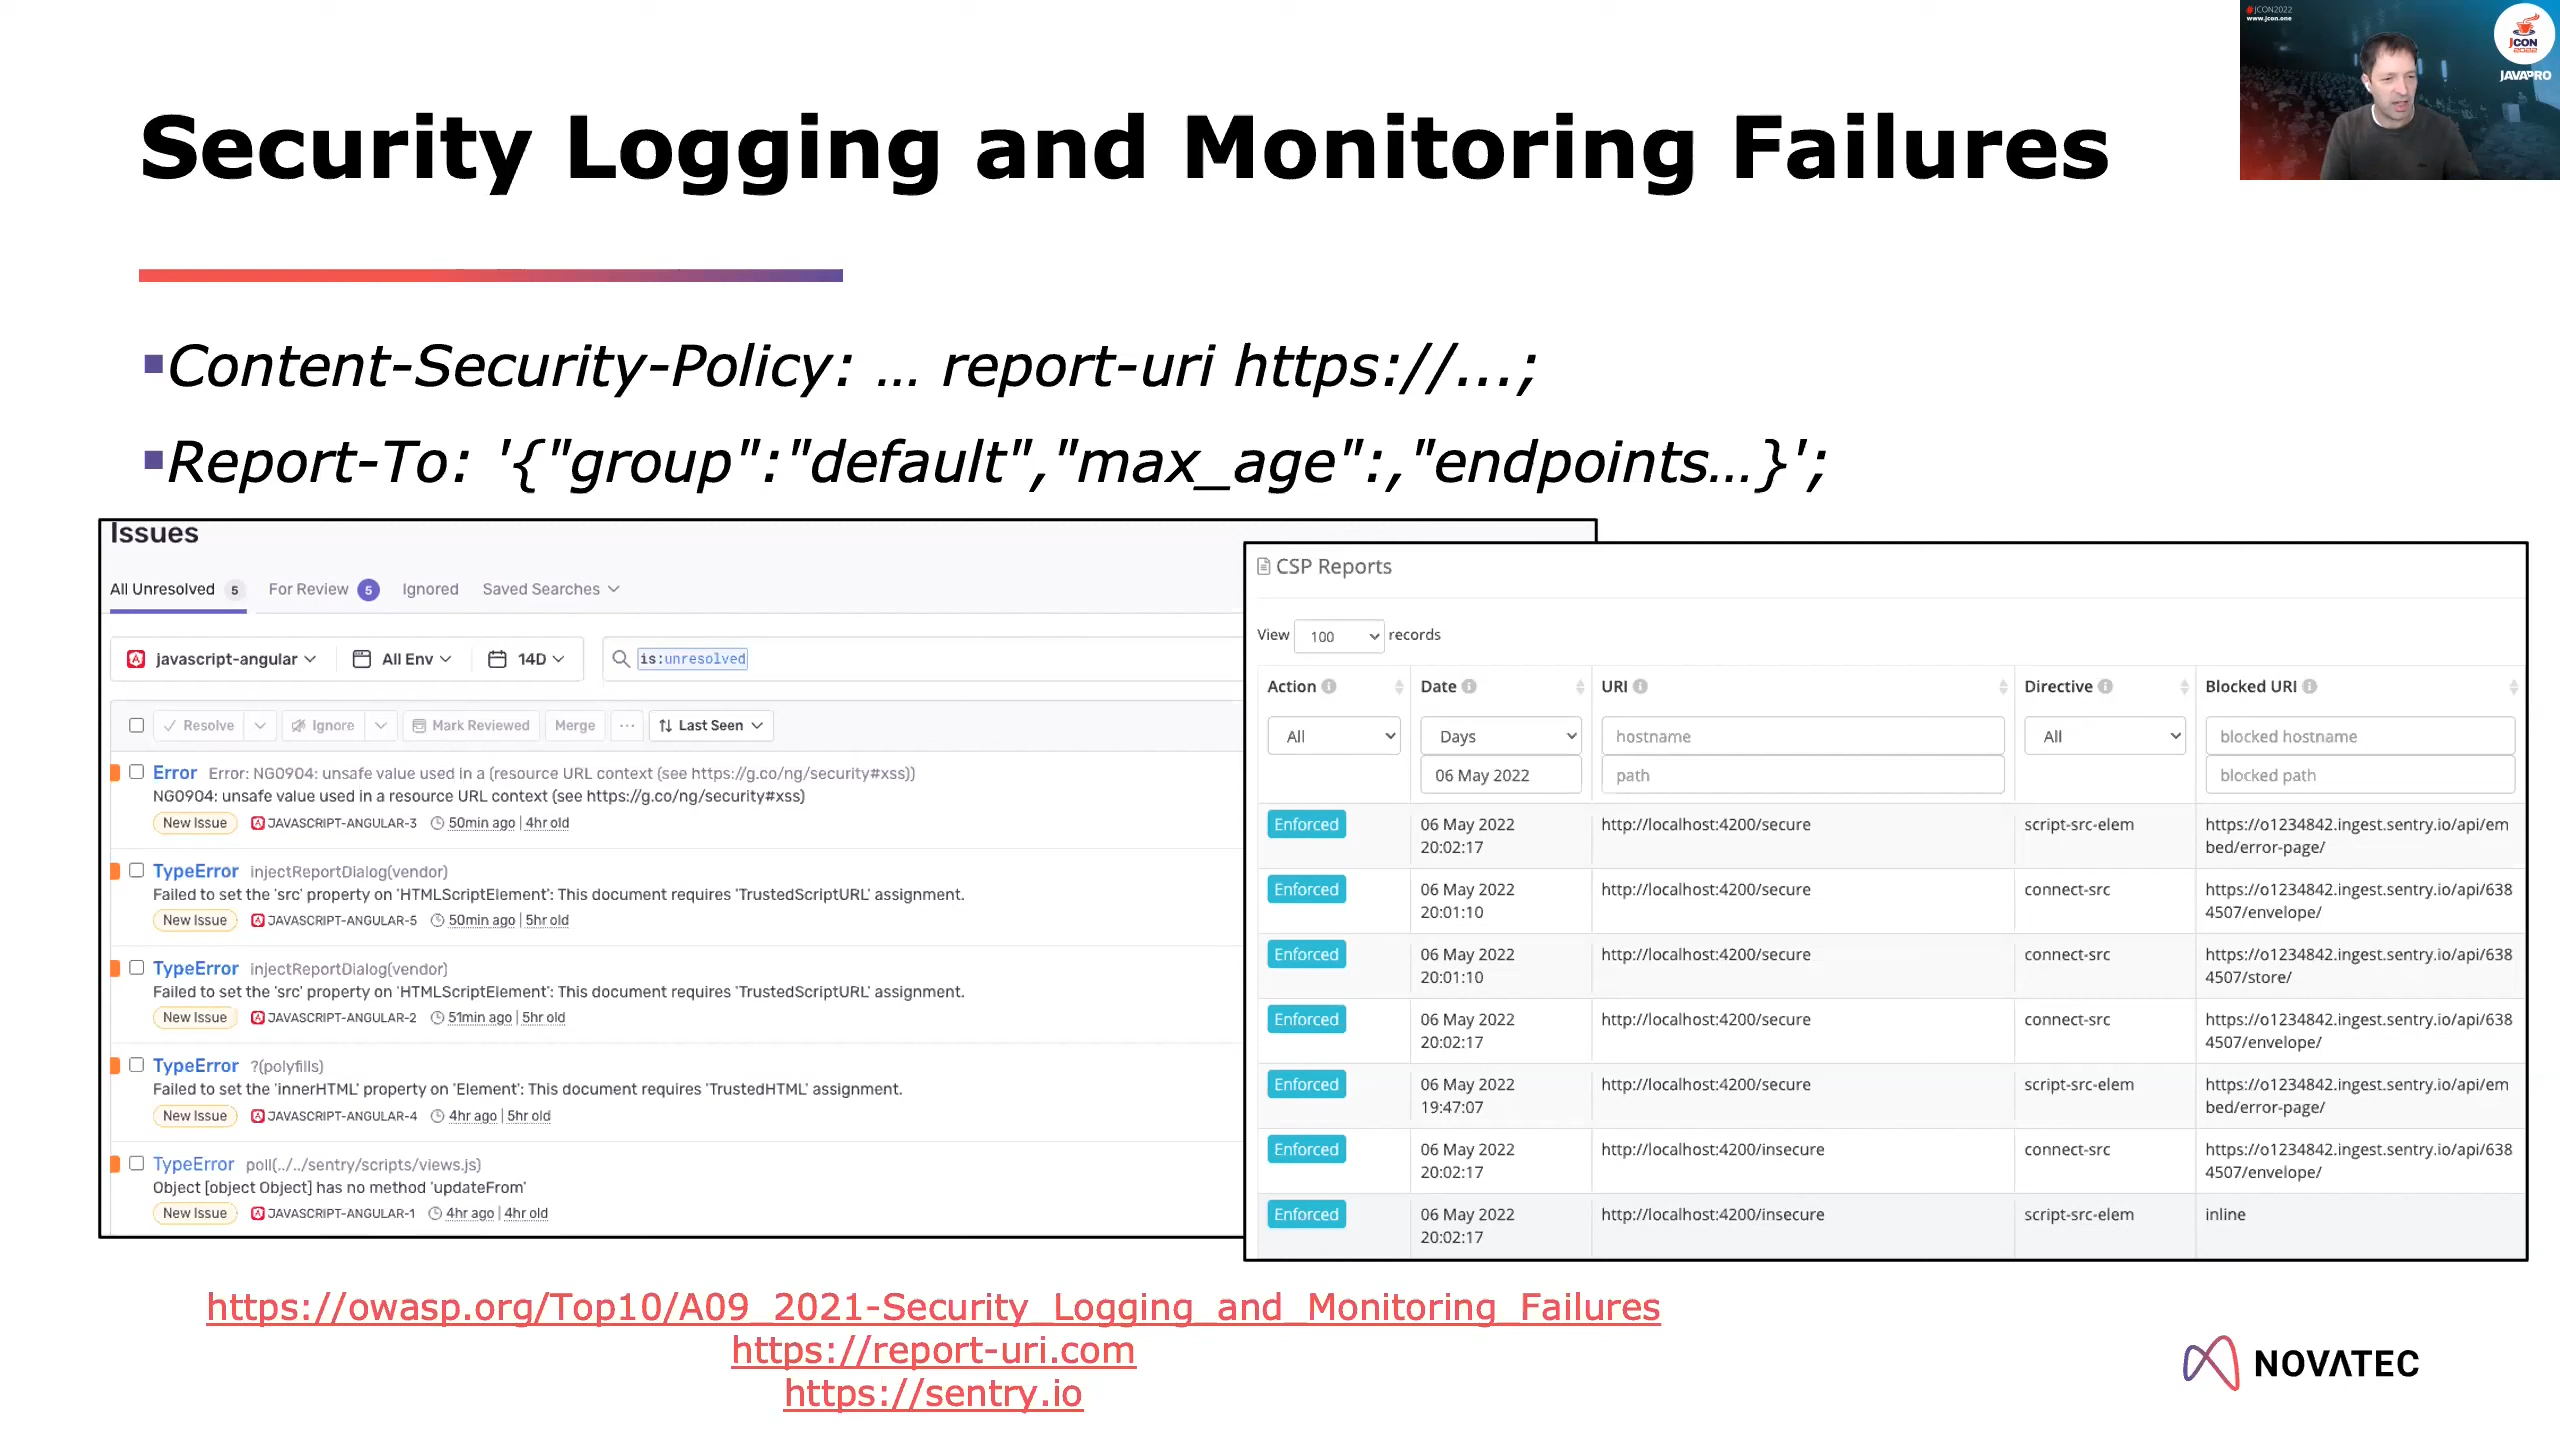 #JCON2022
www.jcon.one
JCON
2022
JAVAPRO
Security Logging and Monitoring Failures
▪Content-Security-Policy: … report-uri https://...;
▪Report-To: '{"group":"default","max_age":,"endpoints…}';
Issues
All Unresolved 5 For Review 5 Ignored Saved Searches
javascript-angular All Env 14D is:unresolved
Resolve Ignore Mark Reviewed Merge ... Last Seen
Error Error: NG0904: unsafe value used in a (resource URL context (see https://g.co/ng/security#xss))
NG0904: unsafe value used in a resource URL context (see https://g.co/ng/security#xss)
New Issue JAVASCRIPT-ANGULAR-3 50min ago | 4hr old
TypeError injectReportDialog(vendor)
Failed to set the 'src' property on 'HTMLScriptElement': This document requires 'TrustedScriptURL' assignment.
New Issue JAVASCRIPT-ANGULAR-5 50min ago | 5hr old
TypeError injectReportDialog(vendor)
Failed to set the 'src' property on 'HTMLScriptElement': This document requires 'TrustedScriptURL' assignment.
New Issue JAVASCRIPT-ANGULAR-2 51min ago | 5hr old
TypeError ?(polyfills)
Failed to set the 'innerHTML' property on 'Element': This document requires 'TrustedHTML' assignment.
New Issue JAVASCRIPT-ANGULAR-4 4hr ago | 5hr old
TypeError poll(../../sentry/scripts/views.js)
Object [object Object] has no method 'updateFrom'
New Issue JAVASCRIPT-ANGULAR-1 4hr ago | 4hr old
CSP Reports
View 100 records
Action Date URI Directive Blocked URI
All Days hostname All blocked hostname
06 May 2022 path blocked path
Enforced 06 May 2022 http://localhost:4200/secure script-src-elem https://o1234842.ingest.sentry.io/api/em
20:02:17 bed/error-page/
Enforced 06 May 2022 http://localhost:4200/secure connect-src https://o1234842.ingest.sentry.io/api/638
20:01:10 4507/envelope/
Enforced 06 May 2022 http://localhost:4200/secure connect-src https://o1234842.ingest.sentry.io/api/638
20:01:10 4507/store/
Enforced 06 May 2022 http://localhost:4200/secure connect-src https://o1234842.ingest.sentry.io/api/638
20:02:17 4507/envelope/
Enforced 06 May 2022 http://localhost:4200/secure script-src-elem https://o1234842.ingest.sentry.io/api/em
19:47:07 bed/error-page/
Enforced 06 May 2022 http://localhost:4200/insecure connect-src https://o1234842.ingest.sentry.io/api/638
20:02:17 4507/envelope/
Enforced 06 May 2022 http://localhost:4200/insecure script-src-elem inline
20:02:17
https://owasp.org/Top10/A09_2021-Security_Logging_and_Monitoring_Failures
https://report-uri.com
https://sentry.io
NOVATEC